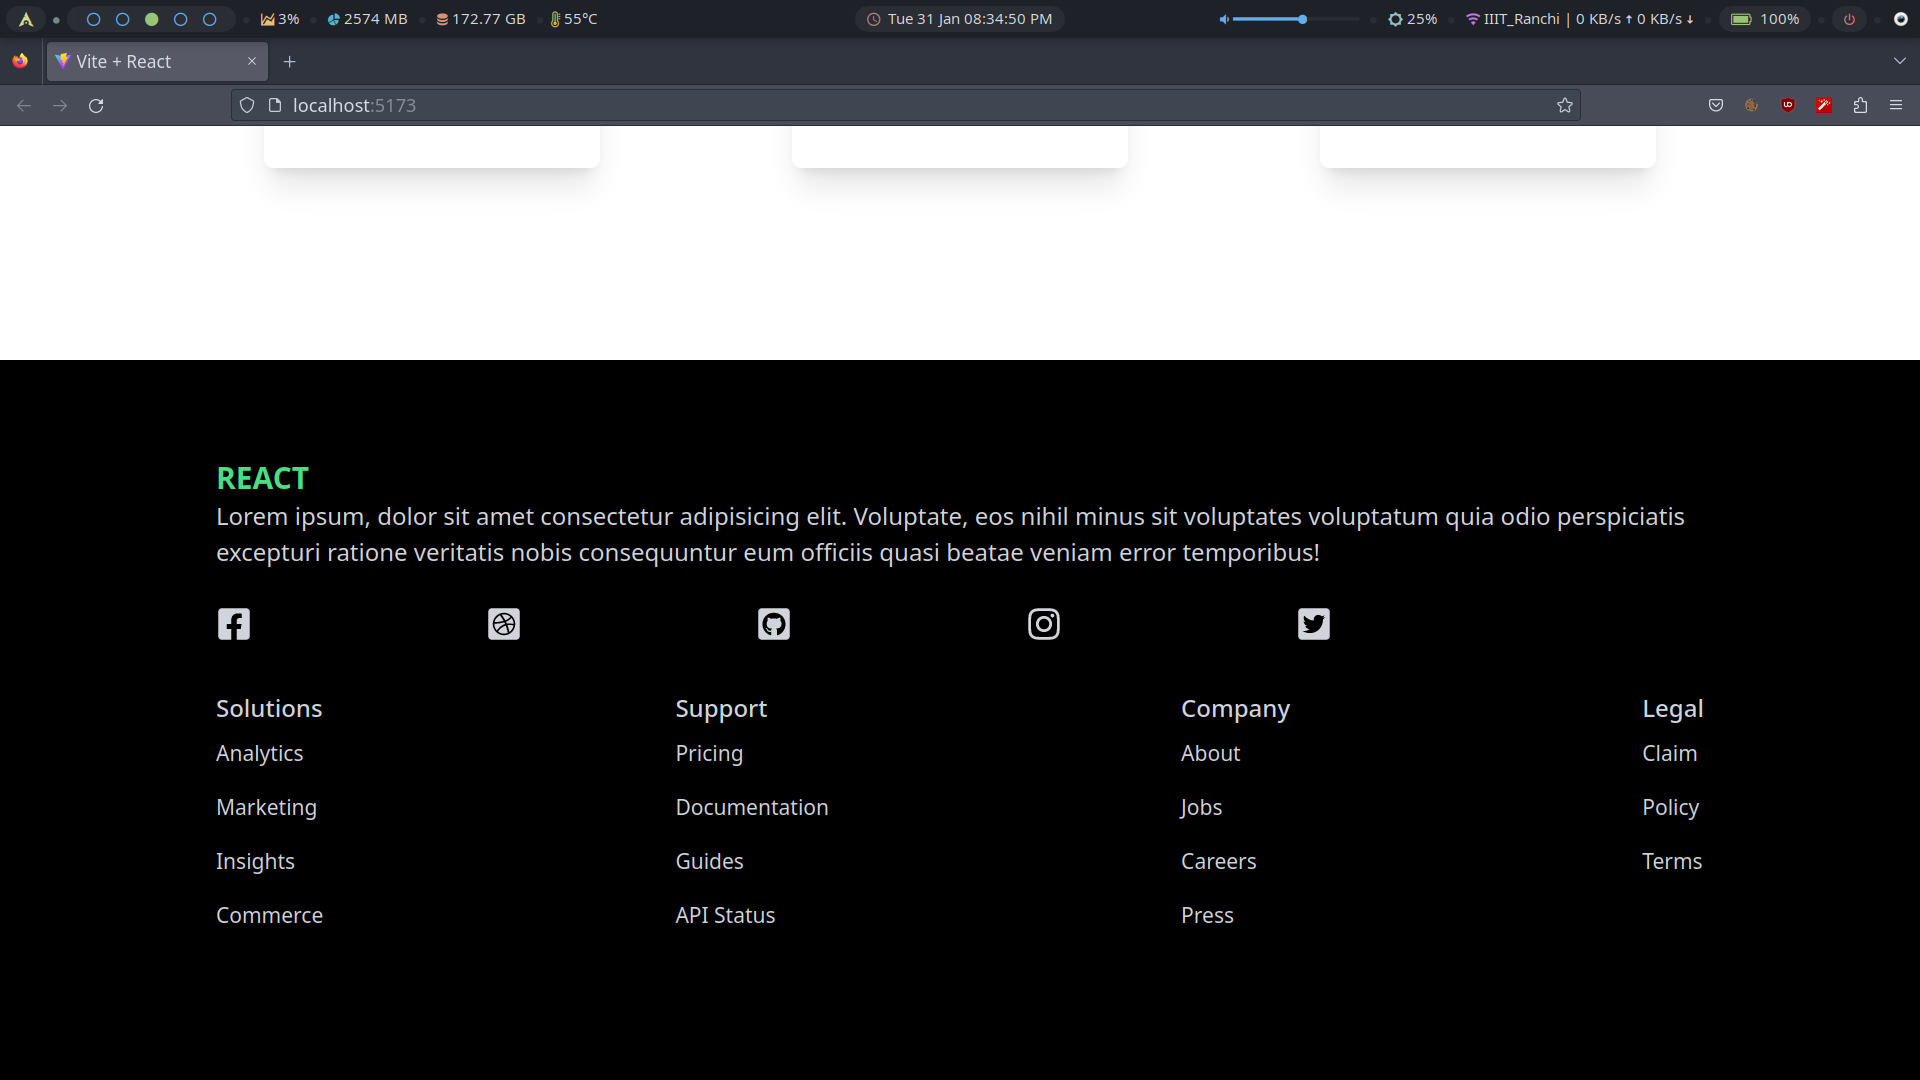 3% 2574 MB 172.77 GB 55°C Tue 31 Jan 08:34:50 PM 25% IIIT_Ranchi | 0 KB/s ↑ 0 KB/s ↓ 100%
Vite + React
localhost:5173
REACT
Lorem ipsum, dolor sit amet consectetur adipisicing elit. Voluptate, eos nihil minus sit voluptates voluptatum quia odio perspiciatis
excepturi ratione veritatis nobis consequuntur eum officiis quasi beatae veniam error temporibus!
Solutions Support Company Legal
Analytics Pricing About Claim
Marketing Documentation Jobs Policy
Insights Guides Careers Terms
Commerce API Status Press